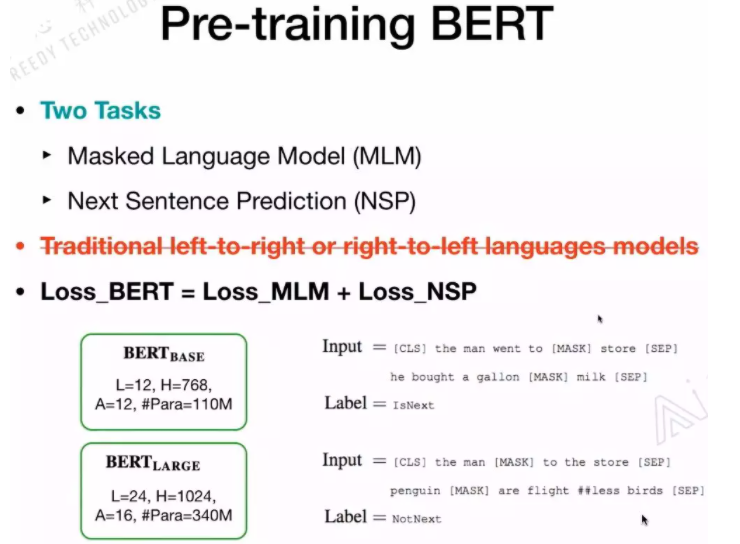 Pre-training BERT
REEDY TECHNOLO
• Two Tasks
‣ Masked Language Model (MLM)
‣ Next Sentence Prediction (NSP)
• Traditional left-to-right or right-to-left languages models
• Loss_BERT = Loss_MLM + Loss_NSP
BERT BASE
L=12, H=768,
A=12, #Para=110M
Input = [CLS] the man went to [MASK] store [SEP]
he bought a gallon [MASK] milk [SEP]
Label = IsNext
BERT LARGE
L=24, H=1024,
A=16, #Para=340M
Input = [CLS] the man [MASK] to the store [SEP]
penguin [MASK] are flight ##less birds [SEP]
Label = NotNext